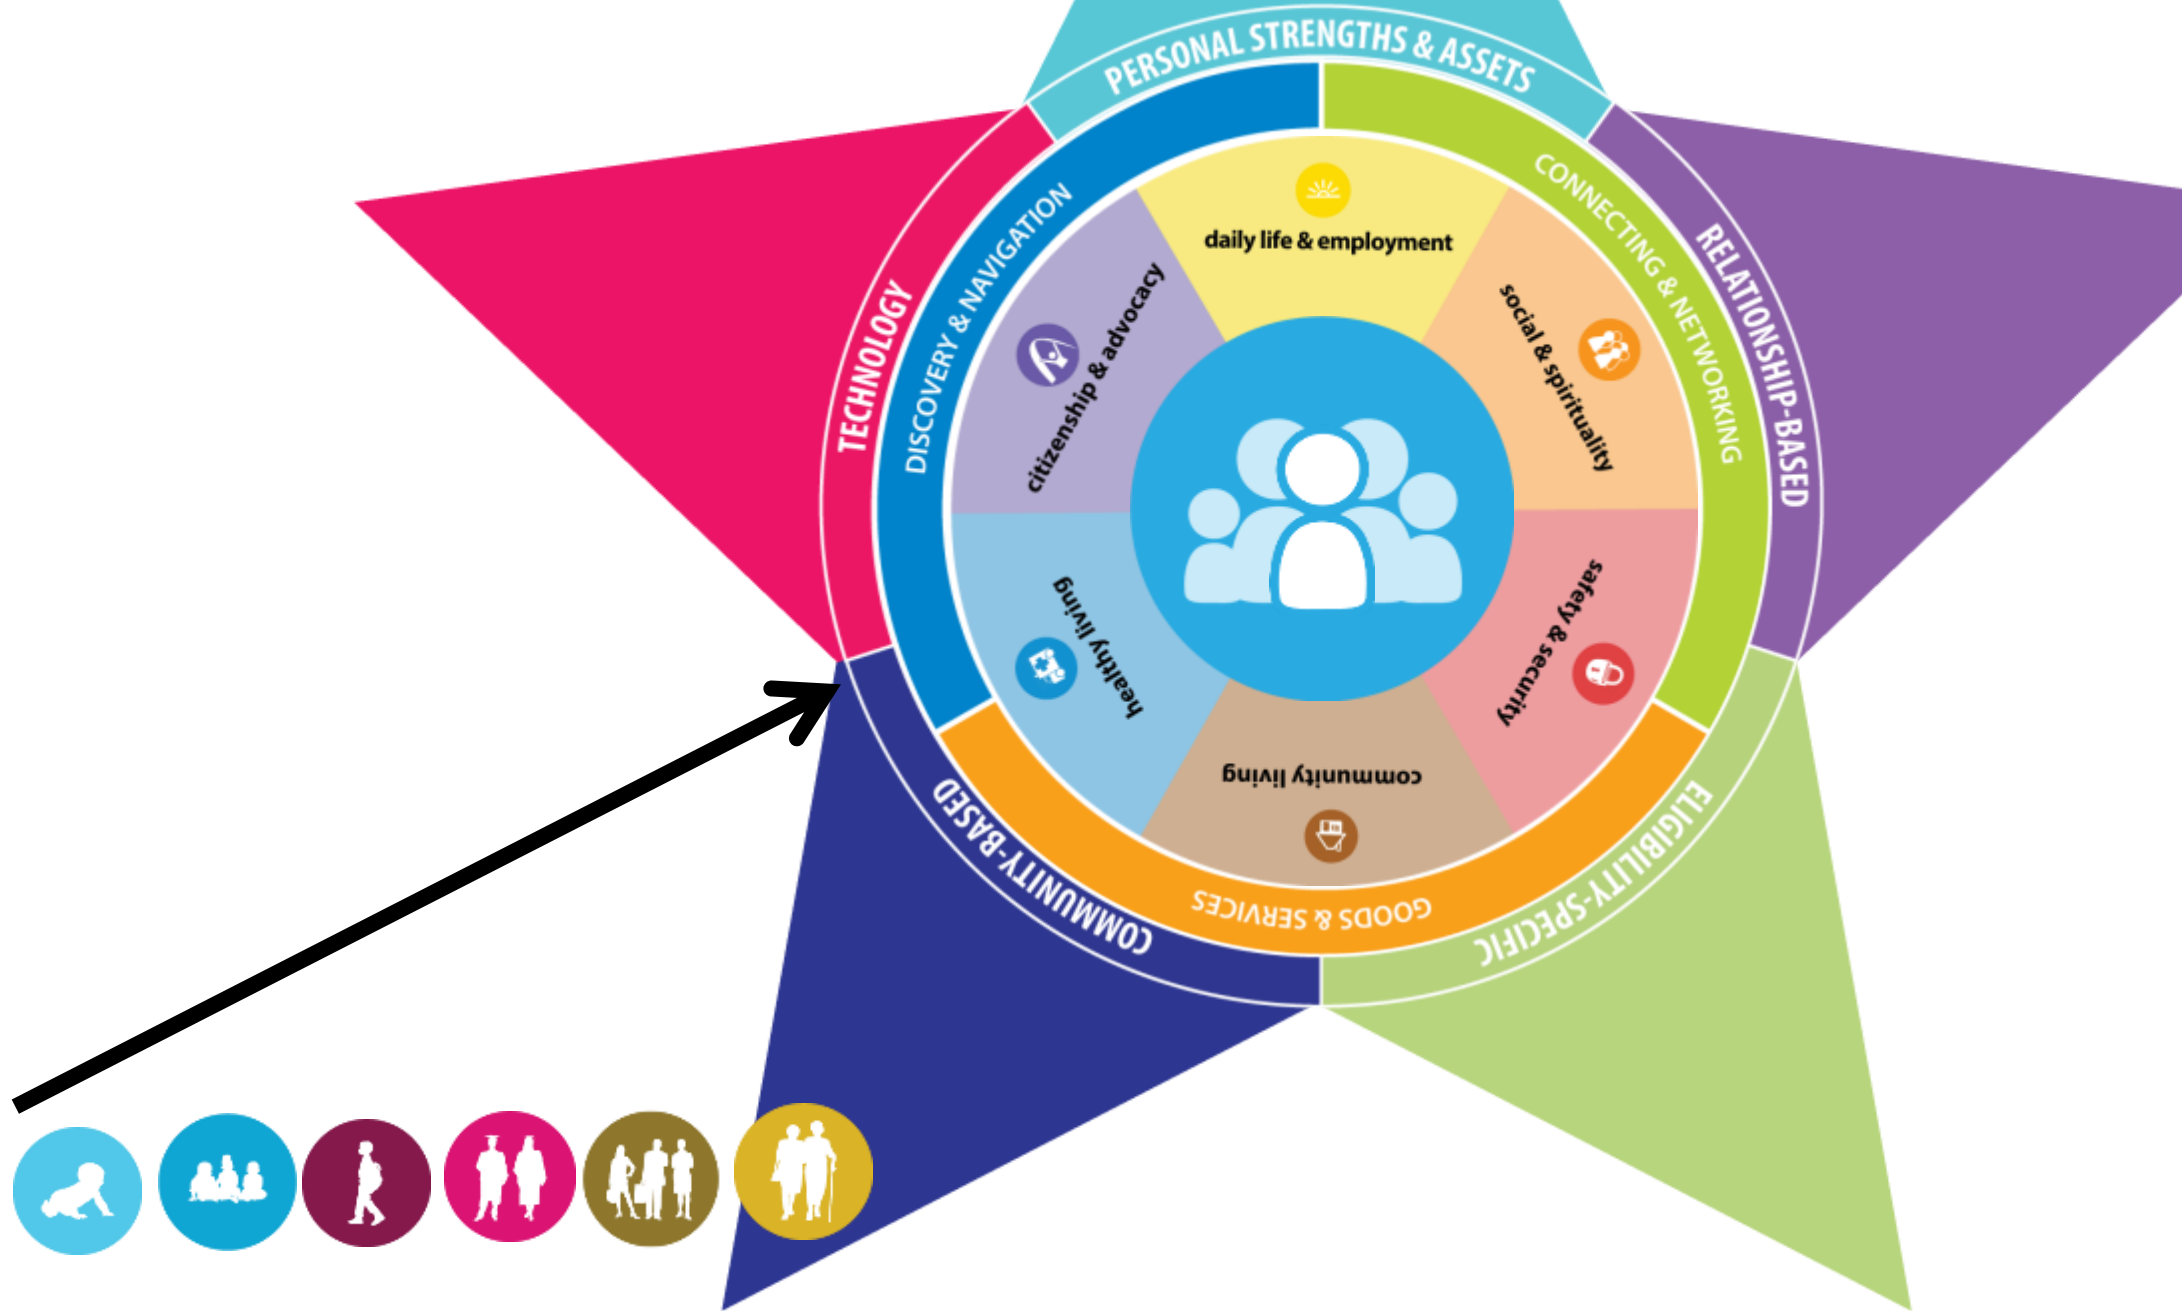 PERSONAL STRENGTHS & ASSETS
TECHNOLOGY
RELATIONSHIP-BASED
COMMUNITY-BASED
ELIGIBILITY-SPECIFIC
DISCOVERY & NAVIGATION
CONNECTING & NETWORKING
GOODS & SERVICES
daily life & employment
social & spirituality
safety & security
community living
healthy living
citizenship & advocacy